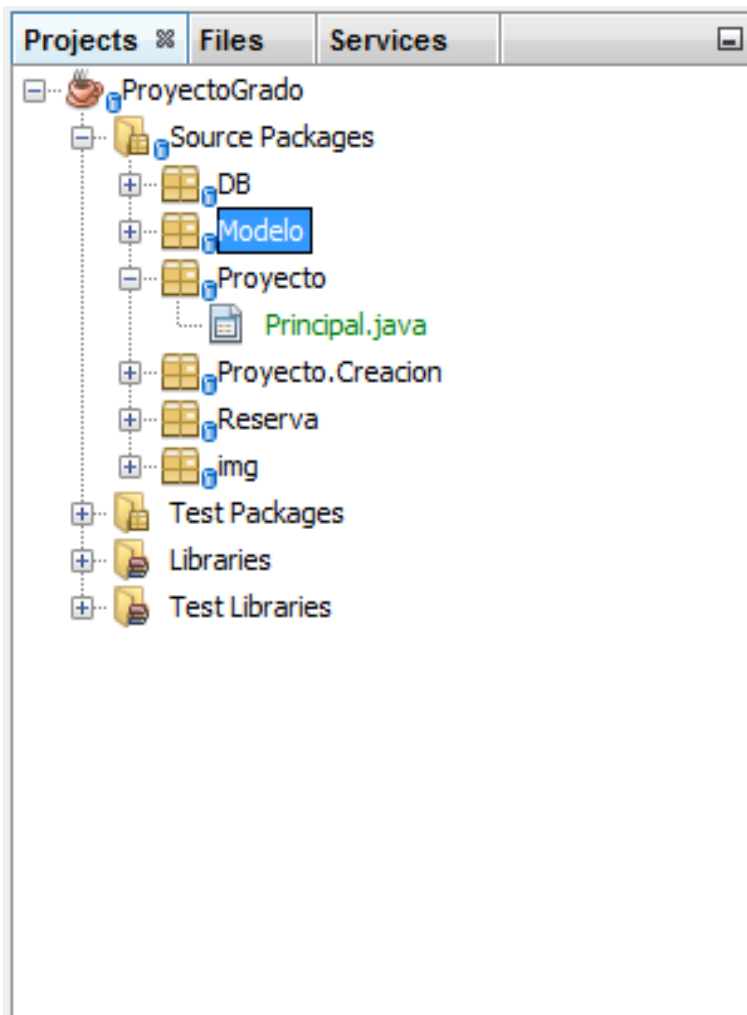 Projects Files Services
ProyectoGrado
Source Packages
DB
Modelo
Proyecto
Principal.java
Proyecto.Creacion
Reserva
img
Test Packages
Libraries
Test Libraries